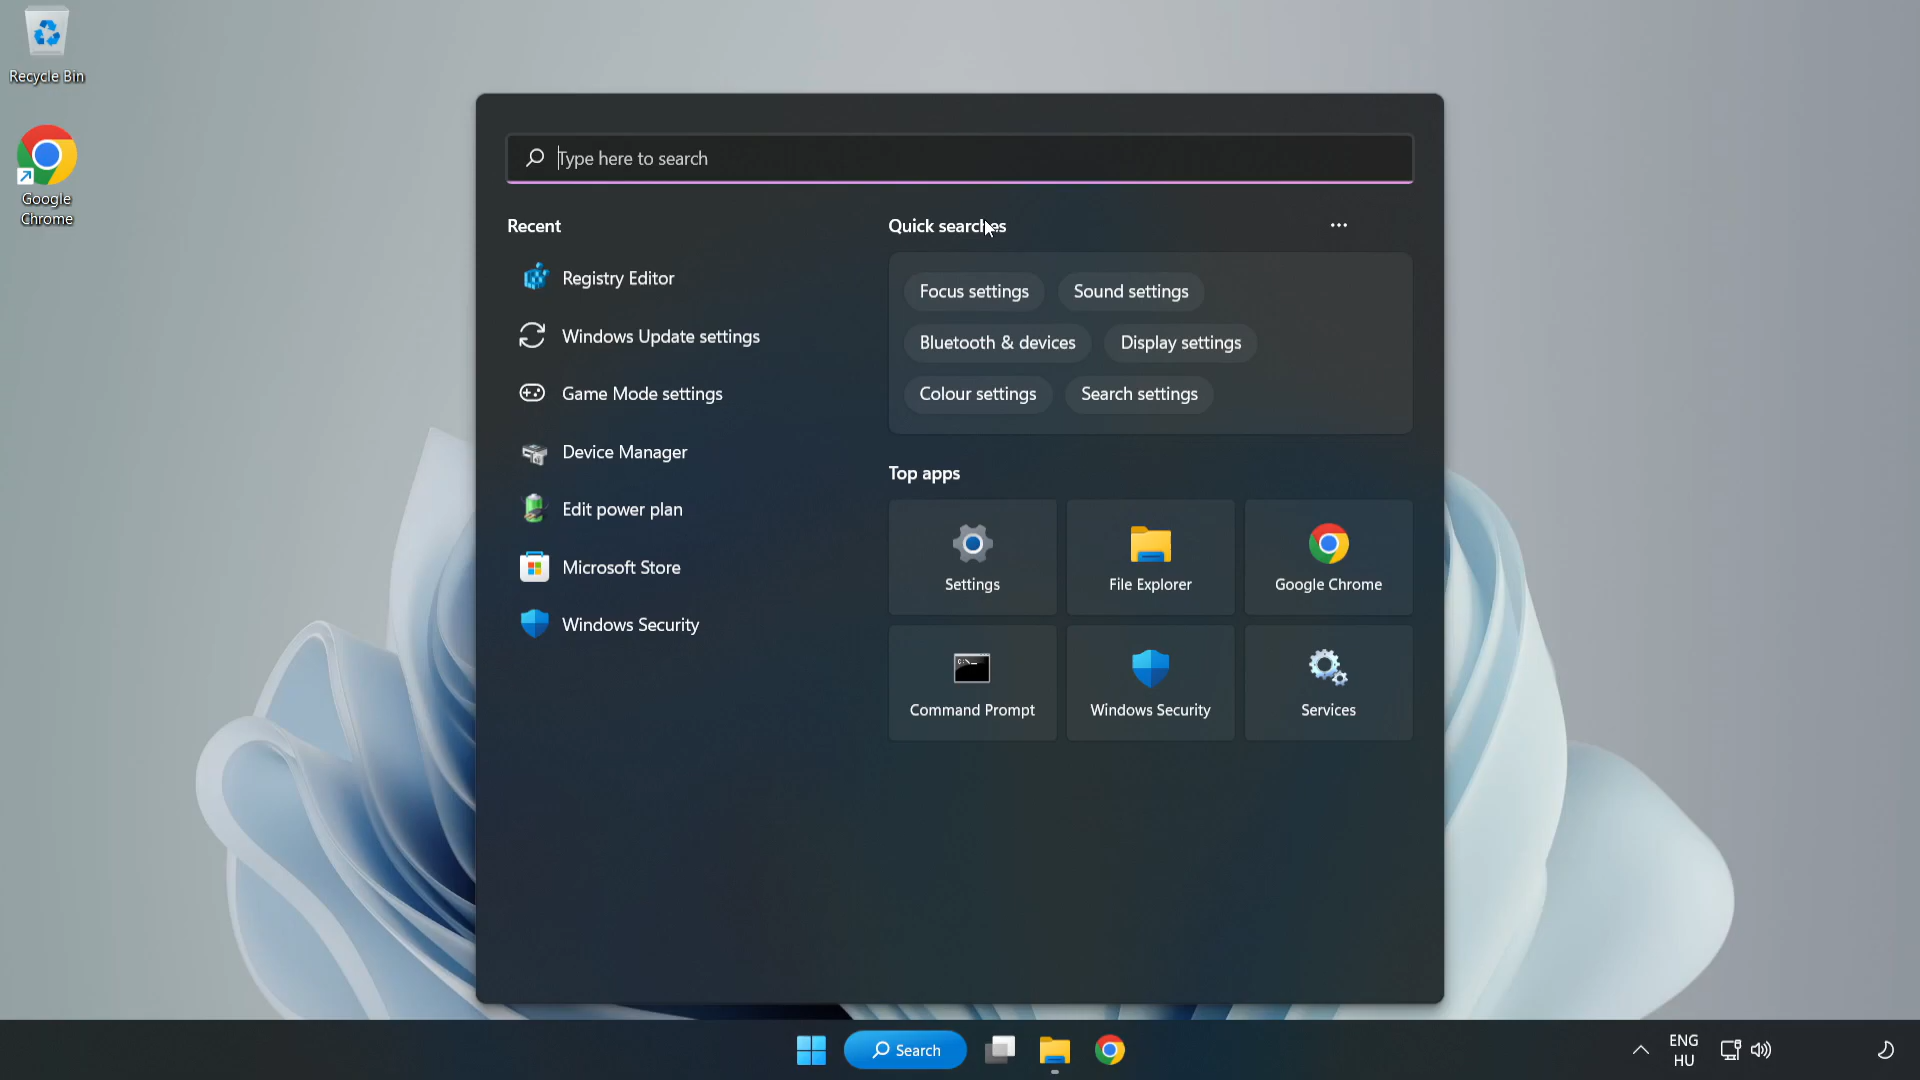 Recycle Bin
Google
Chrome
Type here to search
Recent
Registry Editor
Windows Update settings
Game Mode settings
Device Manager
Edit power plan
Microsoft Store
Windows Security
Quick searches
Focus settings
Sound settings
Bluetooth & devices
Display settings
Colour settings
Search settings
Top apps
Settings
File Explorer
Google Chrome
Command Prompt
Windows Security
Services
Search
ENG
HU